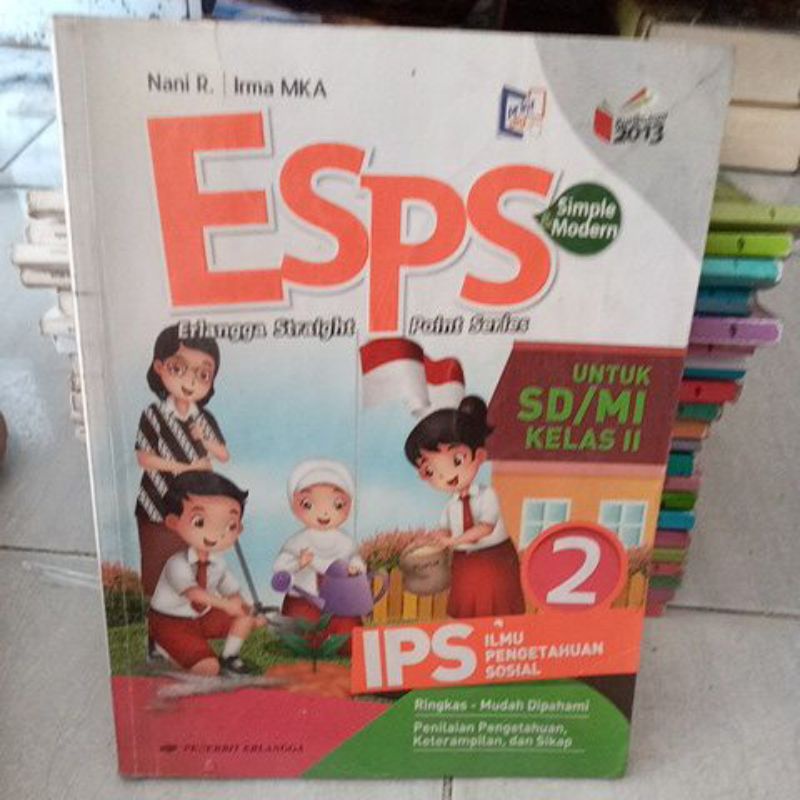 Nani R. | Irma MKA
Kurikulum
2013
ESPS
Simple
& Modern
Erlangga Straight Point Series
UNTUK
SD/MI
KELAS II
2
IPS
ILMU
PENGETAHUAN
SOSIAL
Ringkas - Mudah Dipahami
Penilaian Pengetahuan,
Keterampilan, dan Sikap
PENERBIT ERLANGGA